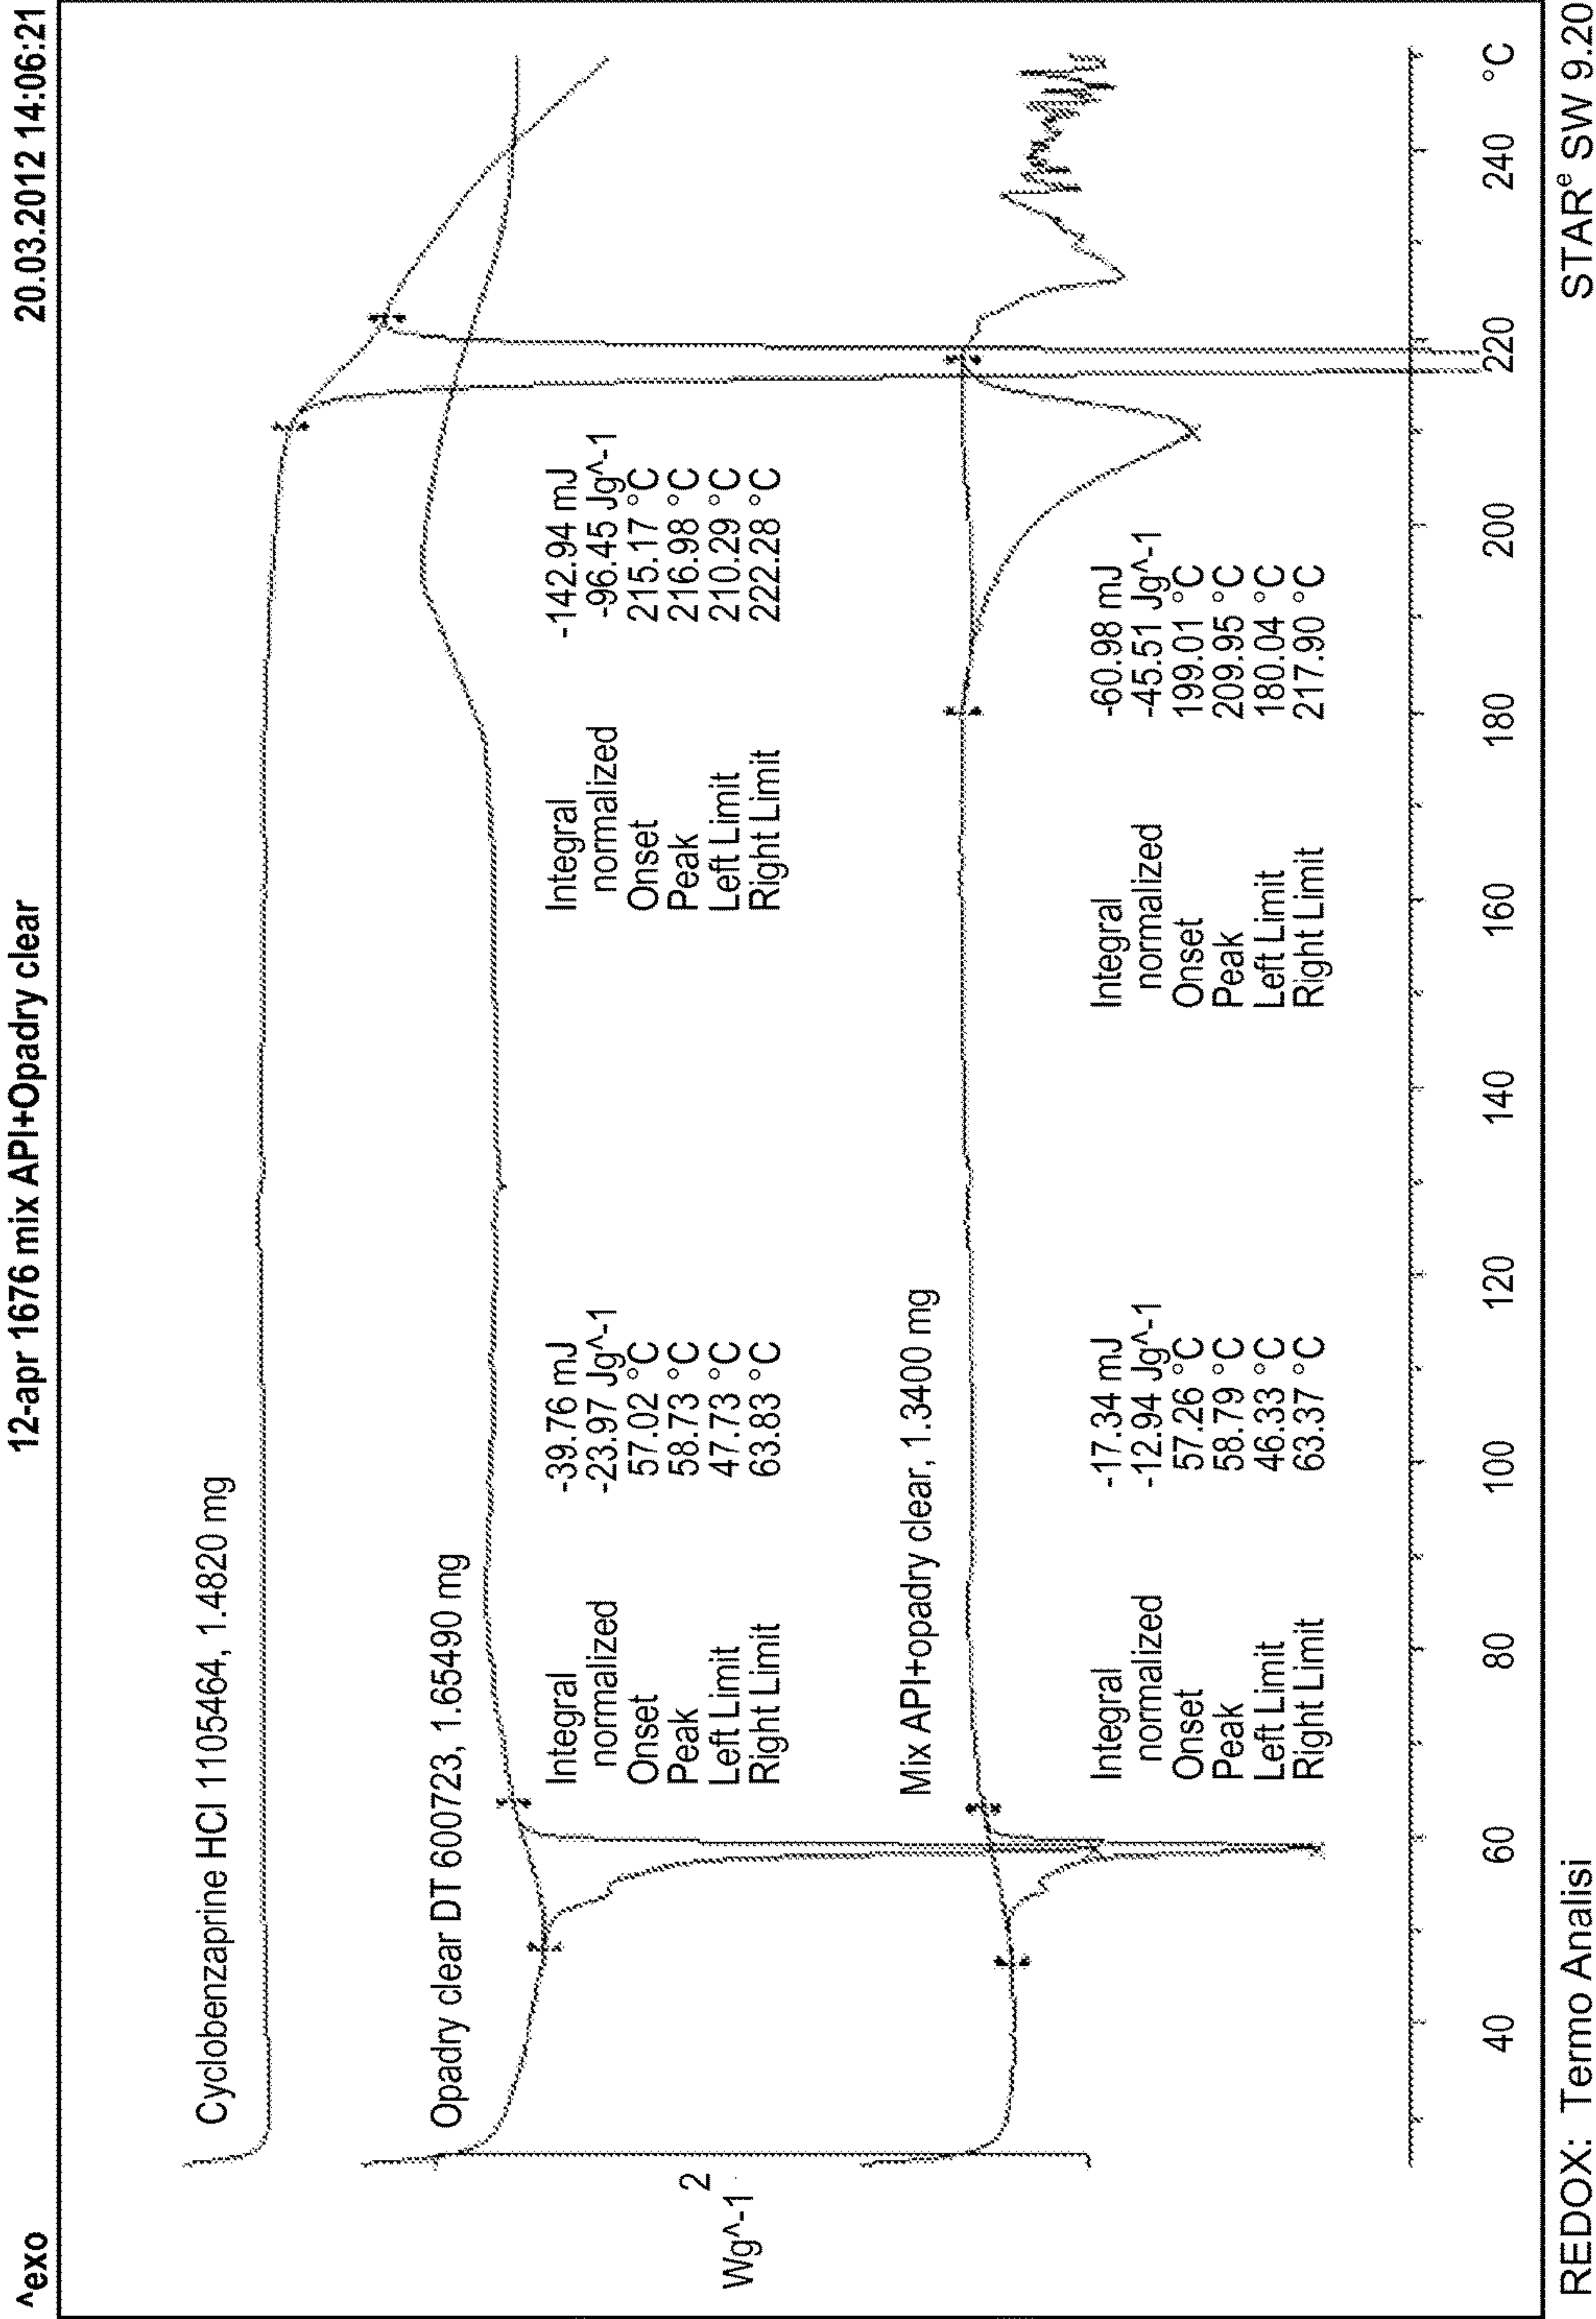 ^exo
12-apr 1676 mix API+Opadry clear
20.03.2012 14:06:21
Cyclobenzaprine HCl 1105464, 1.4820 mg
Opadry clear DT 600723, 1.65490 mg
Integral -39.76 mJ
normalized -23.97 Jg^-1
Onset 57.02 °C
Peak 58.73 °C
Left Limit 47.73 °C
Right Limit 63.83 °C
Integral -142.94 mJ
normalized -96.45 Jg^-1
Onset 215.17 °C
Peak 216.98 °C
Left Limit 210.29 °C
Right Limit 222.28 °C
2
Wg^-1
Mix API+opadry clear, 1.3400 mg
Integral -17.34 mJ
normalized -12.94 Jg^-1
Onset 57.26 °C
Peak 58.79 °C
Left Limit 46.33 °C
Right Limit 63.37 °C
Integral -60.98 mJ
normalized -45.51 Jg^-1
Onset 199.01 °C
Peak 209.95 °C
Left Limit 180.04 °C
Right Limit 217.90 °C
40 60 80 100 120 140 160 180 200 220 240 °C
REDOX: Termo Analisi
STARe SW 9.20